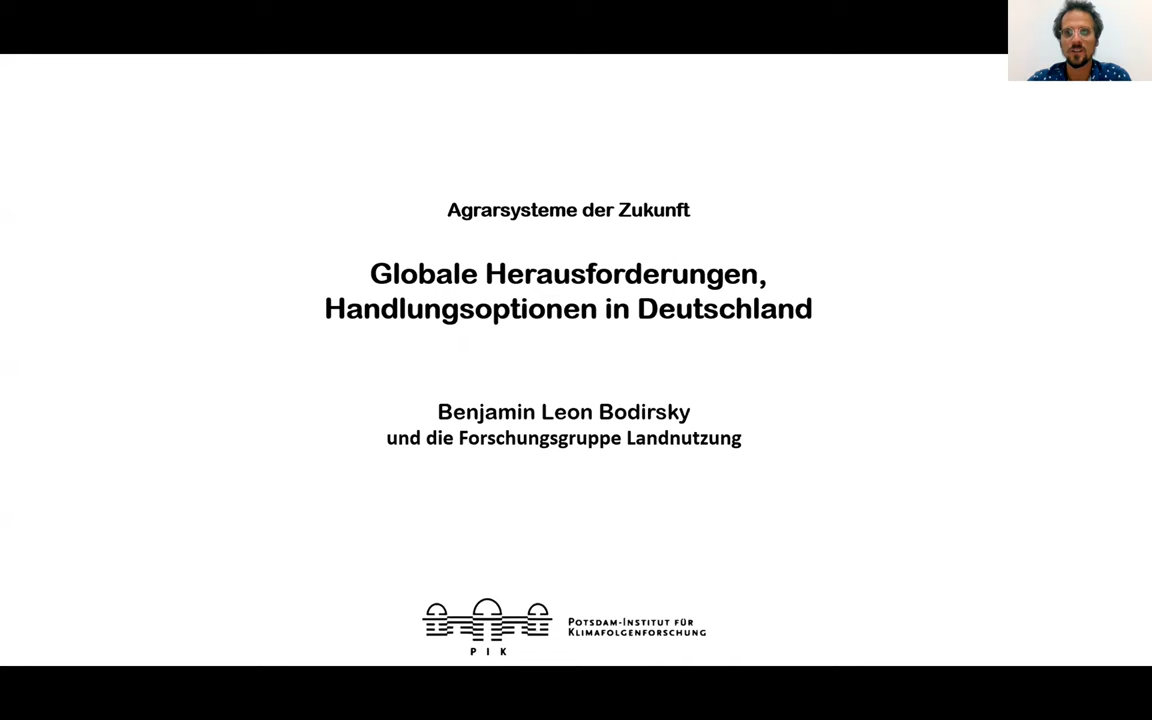 Agrarsysteme der Zukunft
Globale Herausforderungen,
Handlungsoptionen in Deutschland
Benjamin Leon Bodirsky
und die Forschungsgruppe Landnutzung
POTSDAM-INSTITUT FÜR
KLIMAFOLGENFORSCHUNG
PIK